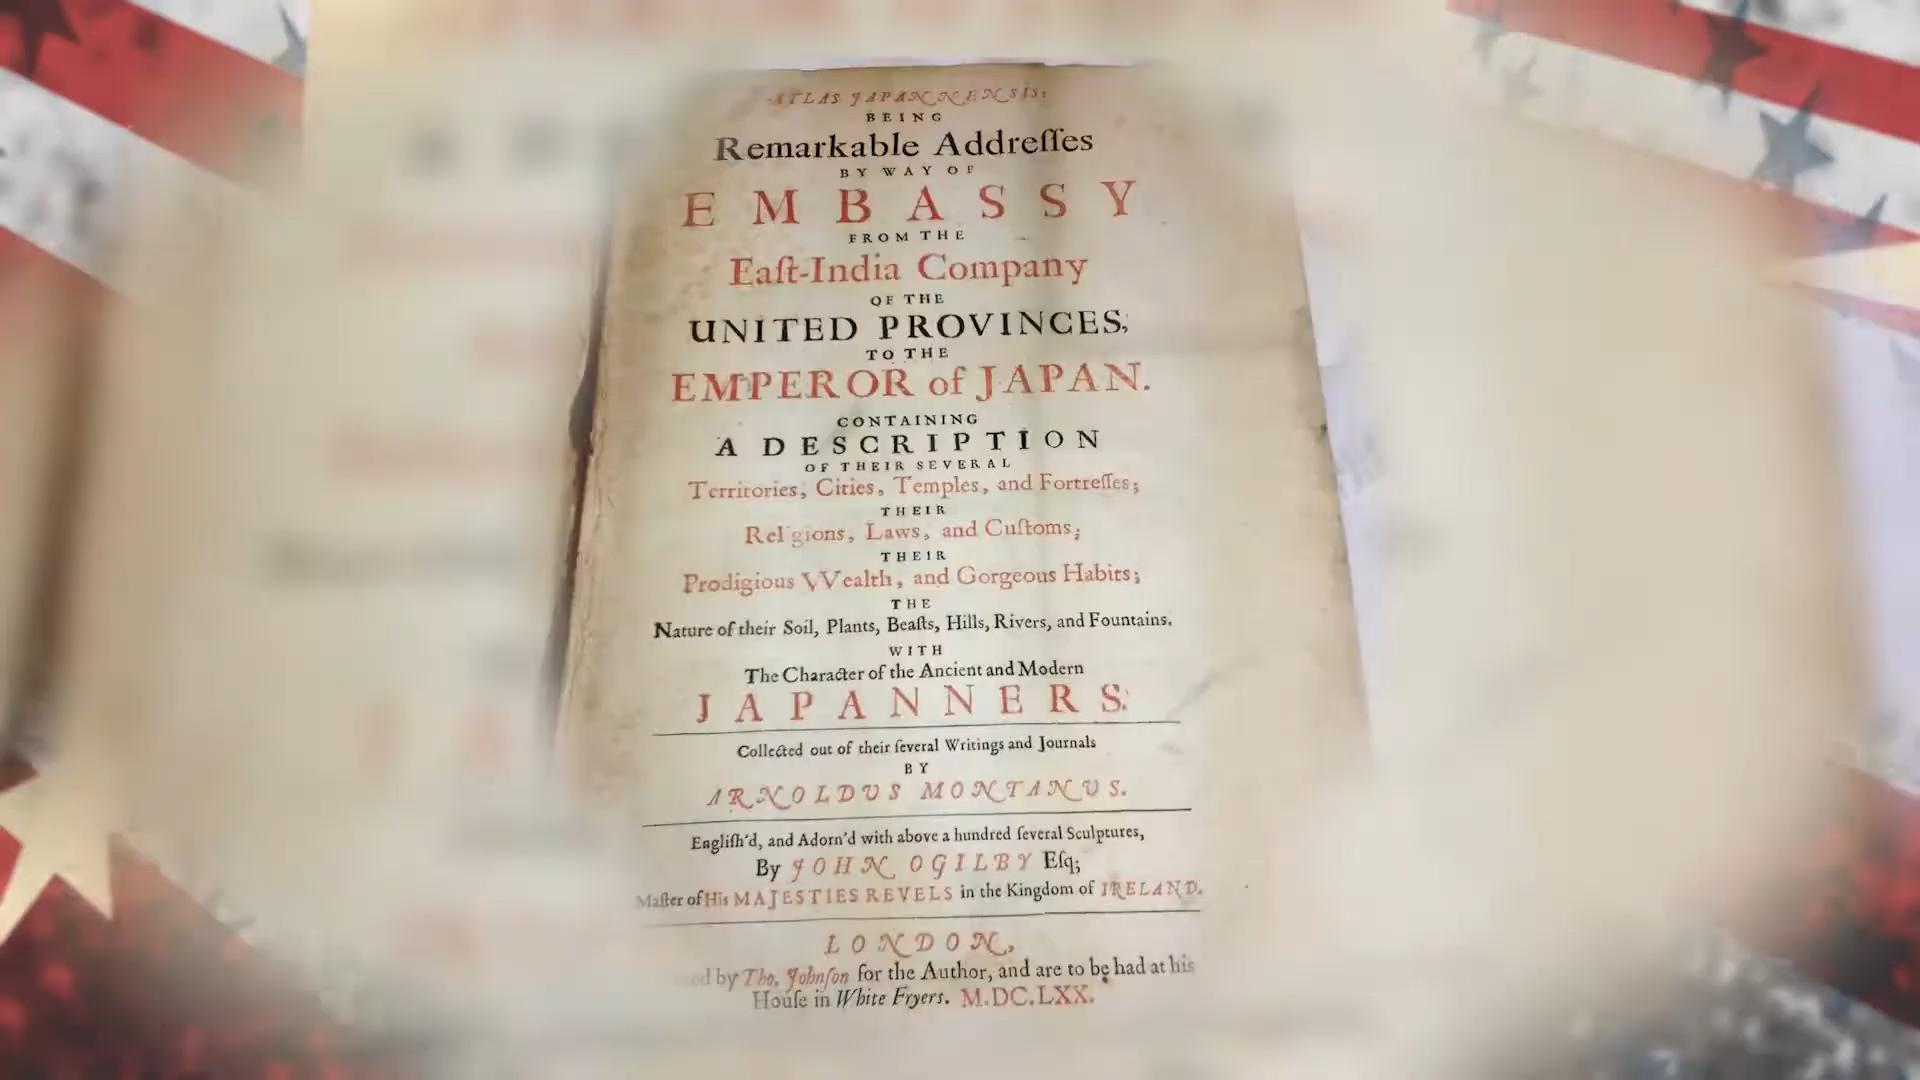 ATLAS JAPANNENSIS:
BEING
Remarkable Addreſſes
BY WAY OF
EMBASSY
FROM THE
Eaſt-India Company
OF THE
UNITED PROVINCES,
TO THE
EMPEROR of JAPAN.
CONTAINING
A DESCRIPTION
OF THEIR SEVERAL
Territories, Cities, Temples, and Fortreſſes;
THEIR
Religions, Laws, and Cuſtoms;
THEIR
Prodigious VVealth, and Gorgeous Habits;
THE
Nature of their Soil, Plants, Beaſts, Hills, Rivers, and Fountains.
WITH
The Character of the Ancient and Modern
JAPANNERS.
Collected out of their ſeveral Writings and Journals
BY
ARNOLDUS MONTANUS.
Engliſh'd, and Adorn'd with above a hundred ſeveral Sculptures,
By JOHN OGILBY Eſq;
Maſter of His MAJESTIES REVELS in the Kingdom of IRELAND.
LONDON,
by Tho. Johnſon for the Author, and are to be had at his
Houſe in White Fryers. M.DC.LXX.